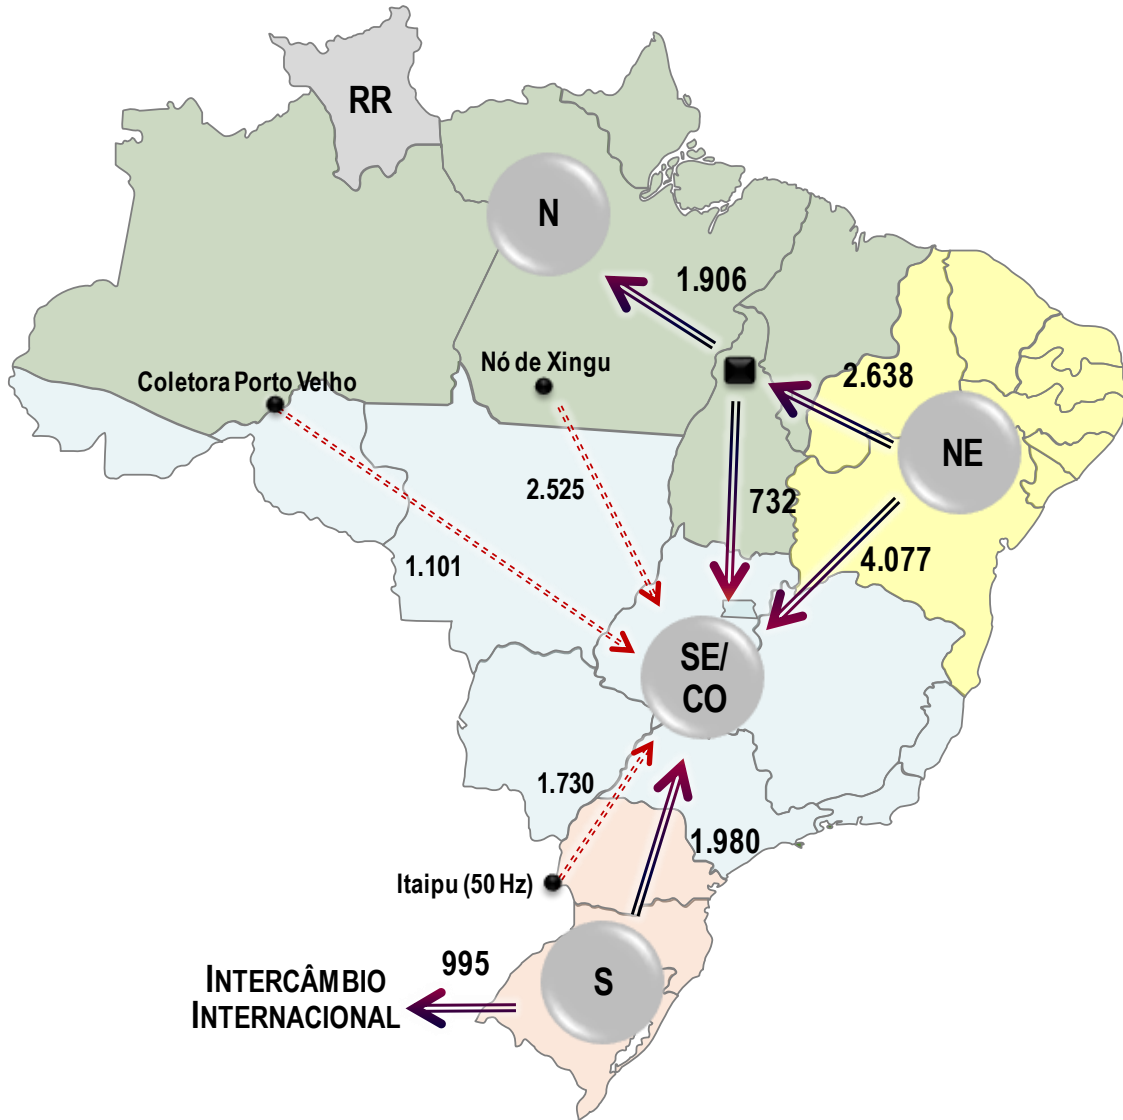 RR
N
1.906
Nó de Xingu
Coletora Porto Velho
2.638
NE
2.525
732
4.077
1.101
SE/
CO
1.730
1.980
Itaipu (50 Hz)
995
INTERCÂMBIO
INTERNACIONAL
S